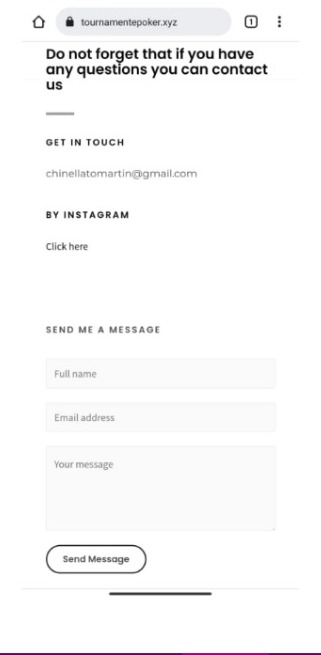 tournamentepoker.xyz
1
Do not forget that if you have
any questions you can contact
us
GET IN TOUCH
chinellatomartin@gmail.com
BY INSTAGRAM
Click here
SEND ME A MESSAGE
Full name
Email address
Your message
Send Message